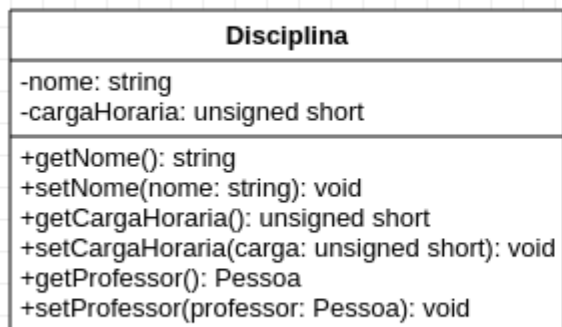 Disciplina
-nome: string
-cargaHoraria: unsigned short
+getNome(): string
+setNome(nome: string): void
+getCargaHoraria(): unsigned short
+setCargaHoraria(carga: unsigned short): void
+getProfessor(): Pessoa
+setProfessor(professor: Pessoa): void